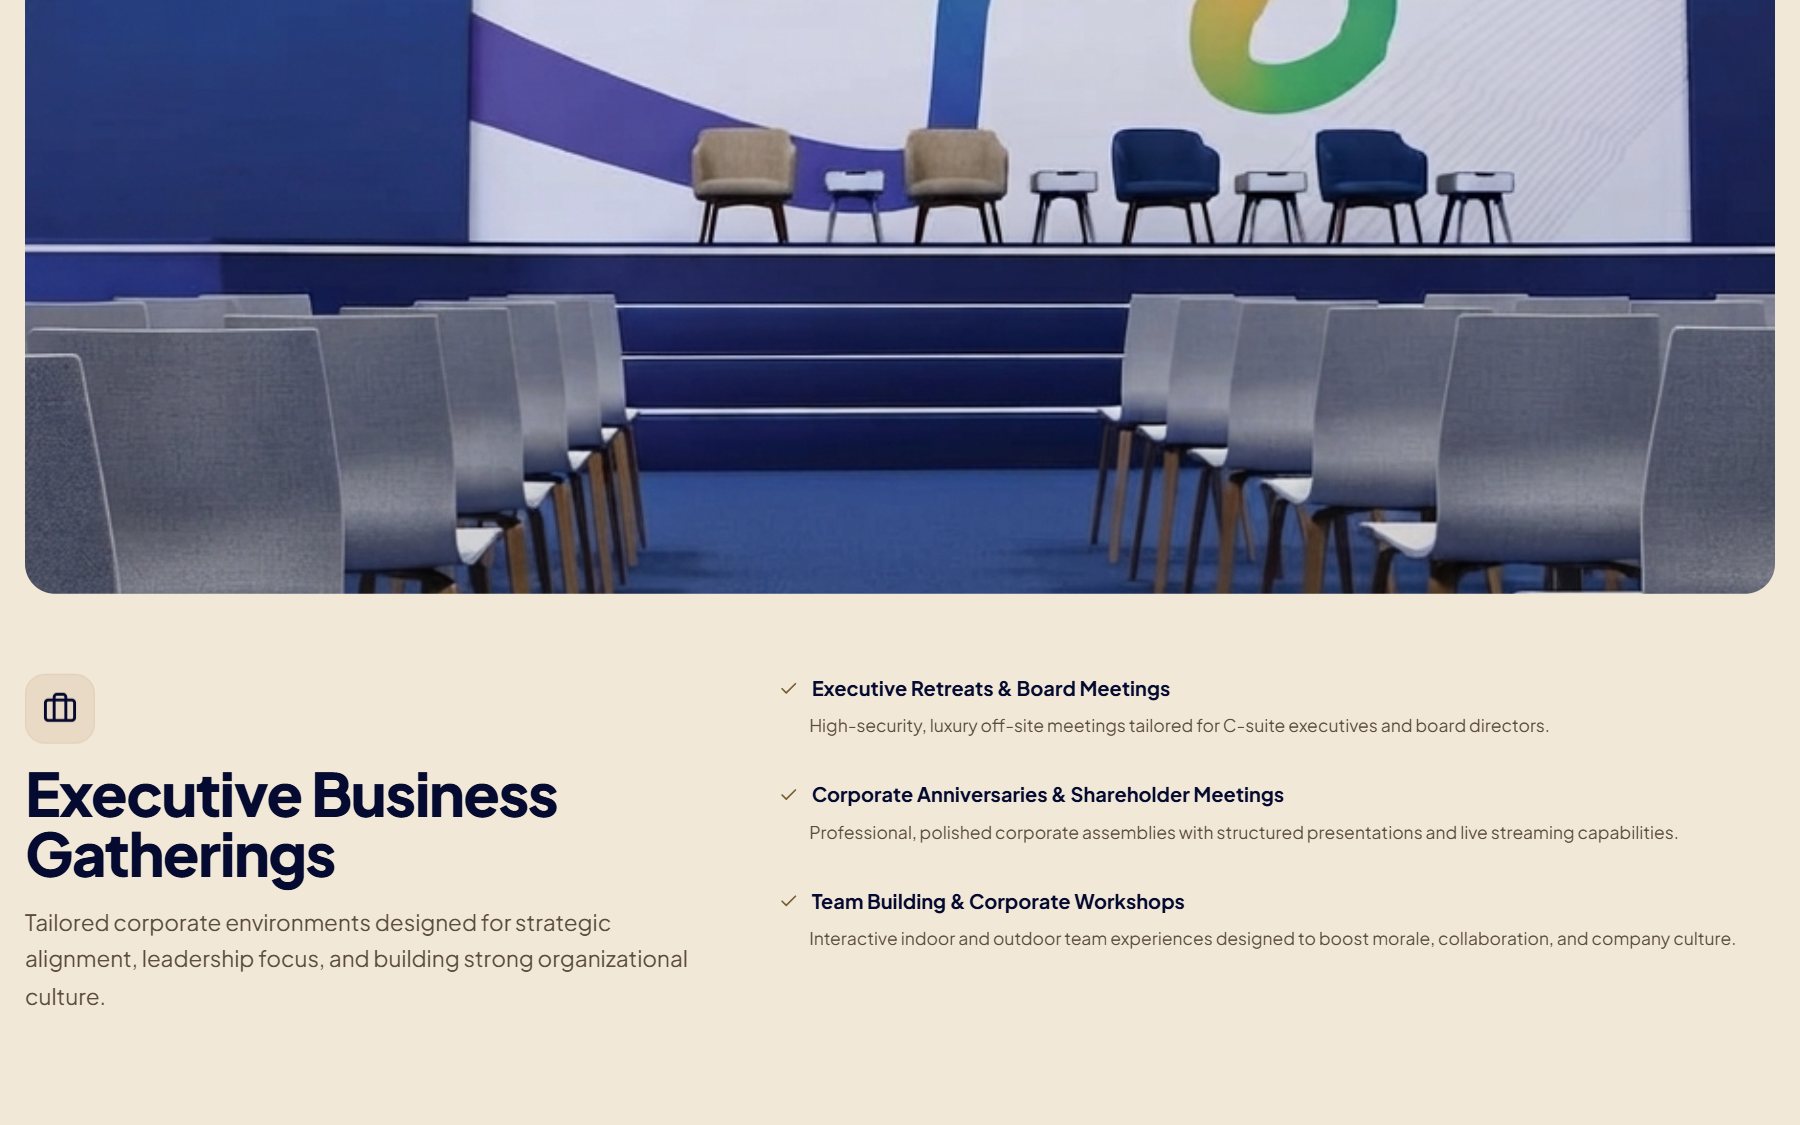 Executive Business
Gatherings
Tailored corporate environments designed for strategic
alignment, leadership focus, and building strong organizational
culture.
Executive Retreats & Board Meetings
High-security, luxury off-site meetings tailored for C-suite executives and board directors.
Corporate Anniversaries & Shareholder Meetings
Professional, polished corporate assemblies with structured presentations and live streaming capabilities.
Team Building & Corporate Workshops
Interactive indoor and outdoor team experiences designed to boost morale, collaboration, and company culture.